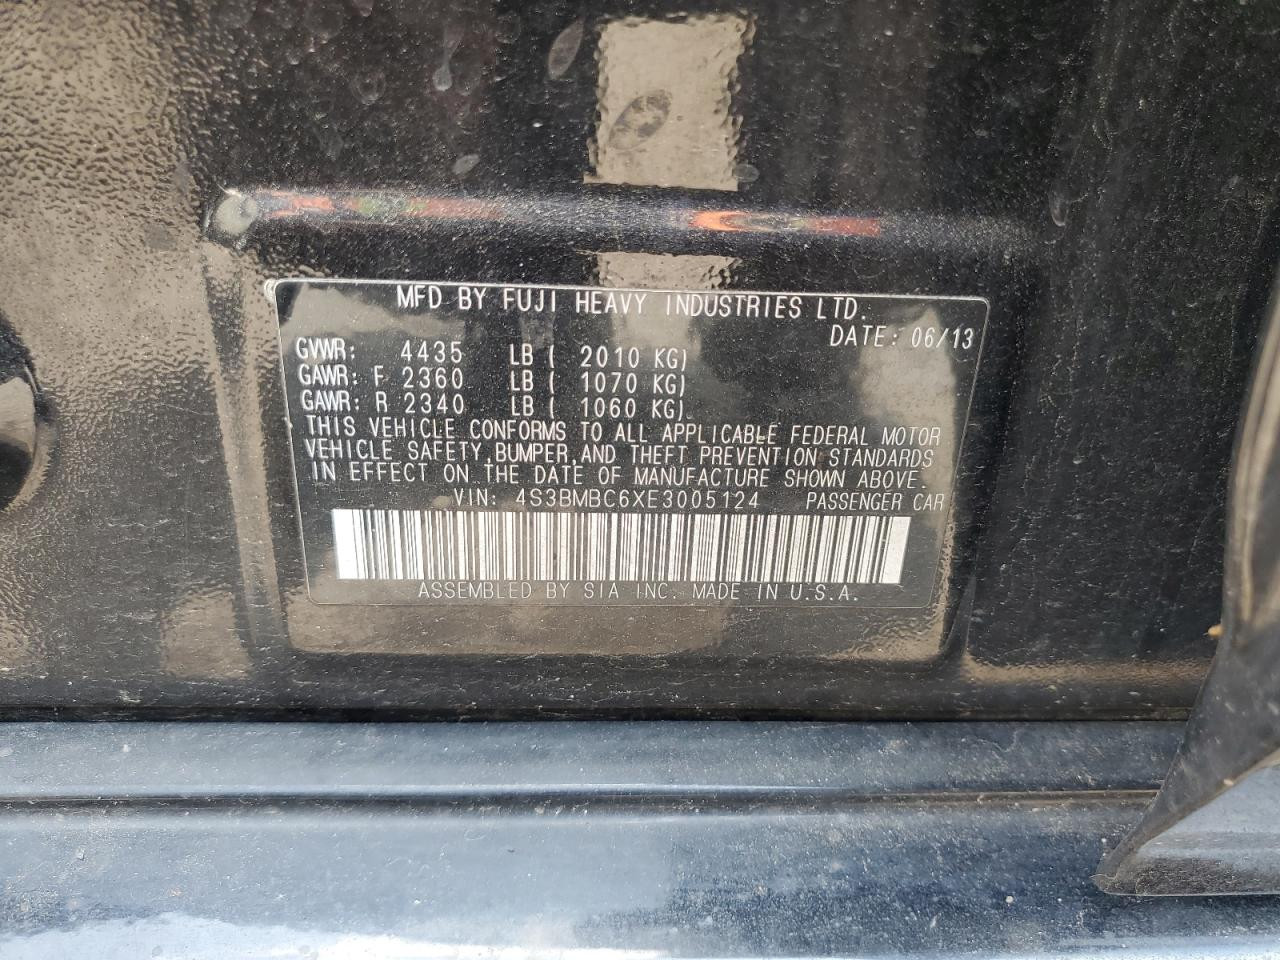 MFD BY FUJI HEAVY INDUSTRIES LTD.
DATE: 06/13
GVWR: 4435 LB ( 2010 KG)
GAWR: F 2360 LB ( 1070 KG)
GAWR: R 2340 LB ( 1060 KG)
THIS VEHICLE CONFORMS TO ALL APPLICABLE FEDERAL MOTOR
VEHICLE SAFETY, BUMPER, AND THEFT PREVENTION STANDARDS
IN EFFECT ON THE DATE OF MANUFACTURE SHOWN ABOVE.
VIN: 4S3BMBC6XE3005124 PASSENGER CAR
ASSEMBLED BY SIA INC. MADE IN U.S.A.